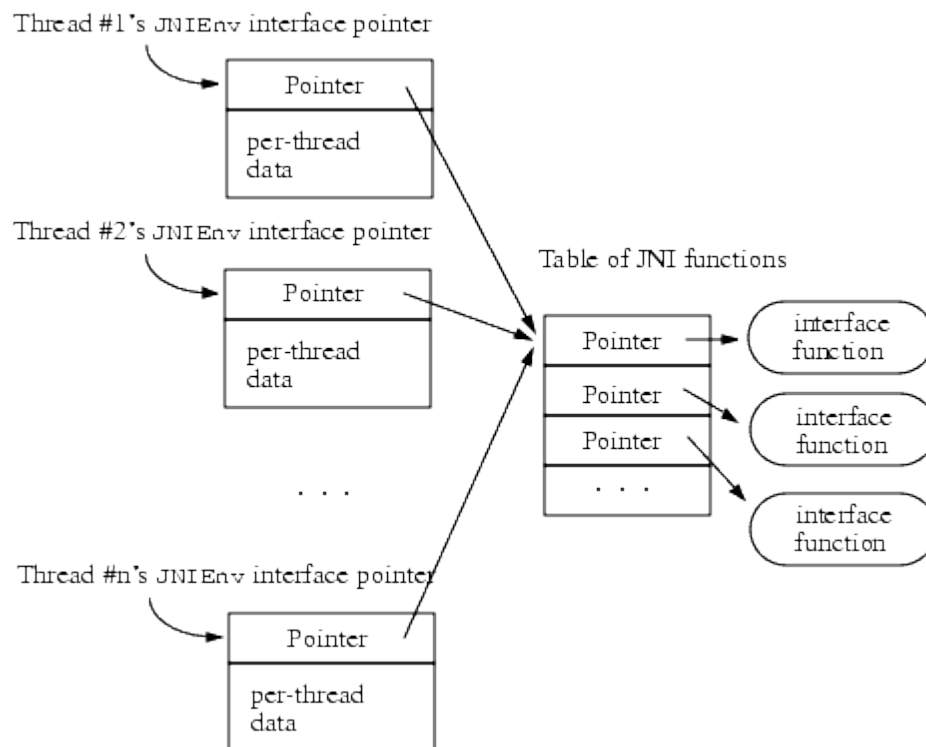 Thread #1's JNIEnv interface pointer
Pointer
per-thread
data
Thread #2's JNIEnv interface pointer
Pointer
per-thread
data
. . .
Thread #n's JNIEnv interface pointer
Pointer
per-thread
data
Table of JNI functions
Pointer
Pointer
Pointer
. . .
interface
function
interface
function
interface
function